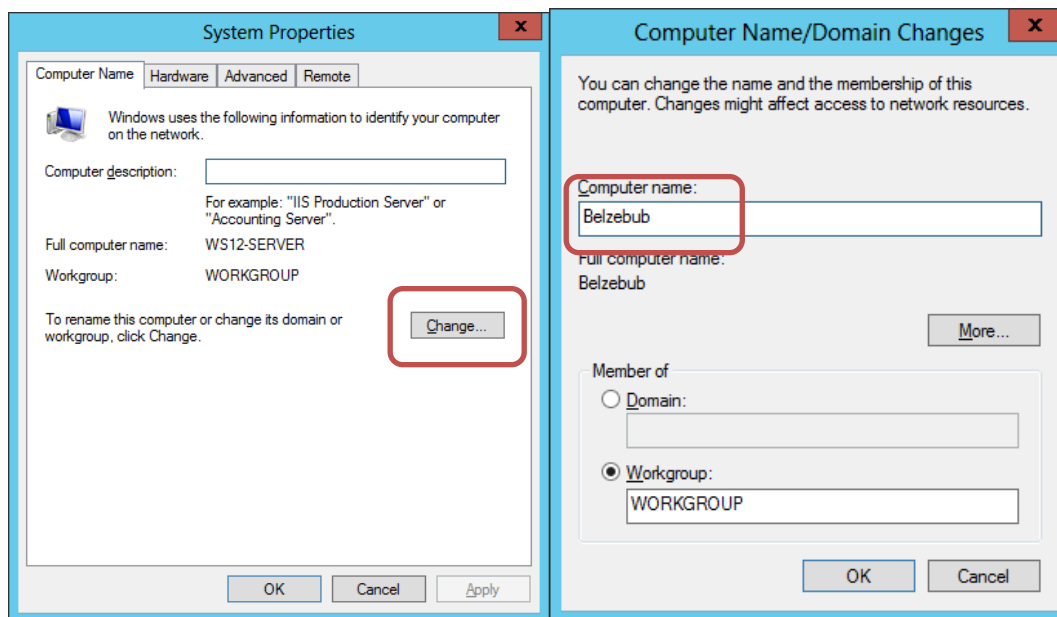 System Properties
x
Computer Name
Hardware
Advanced
Remote
Windows uses the following information to identify your computer
on the network.
Computer description:
For example: "IIS Production Server" or
"Accounting Server".
Full computer name: WS12-SERVER
Workgroup: WORKGROUP
To rename this computer or change its domain or
workgroup, click Change.
Change...
OK
Cancel
Apply
Computer Name/Domain Changes
x
You can change the name and the membership of this
computer. Changes might affect access to network resources.
Computer name:
Belzebub
Full computer name:
Belzebub
More...
Member of
Domain:
Workgroup:
WORKGROUP
OK
Cancel